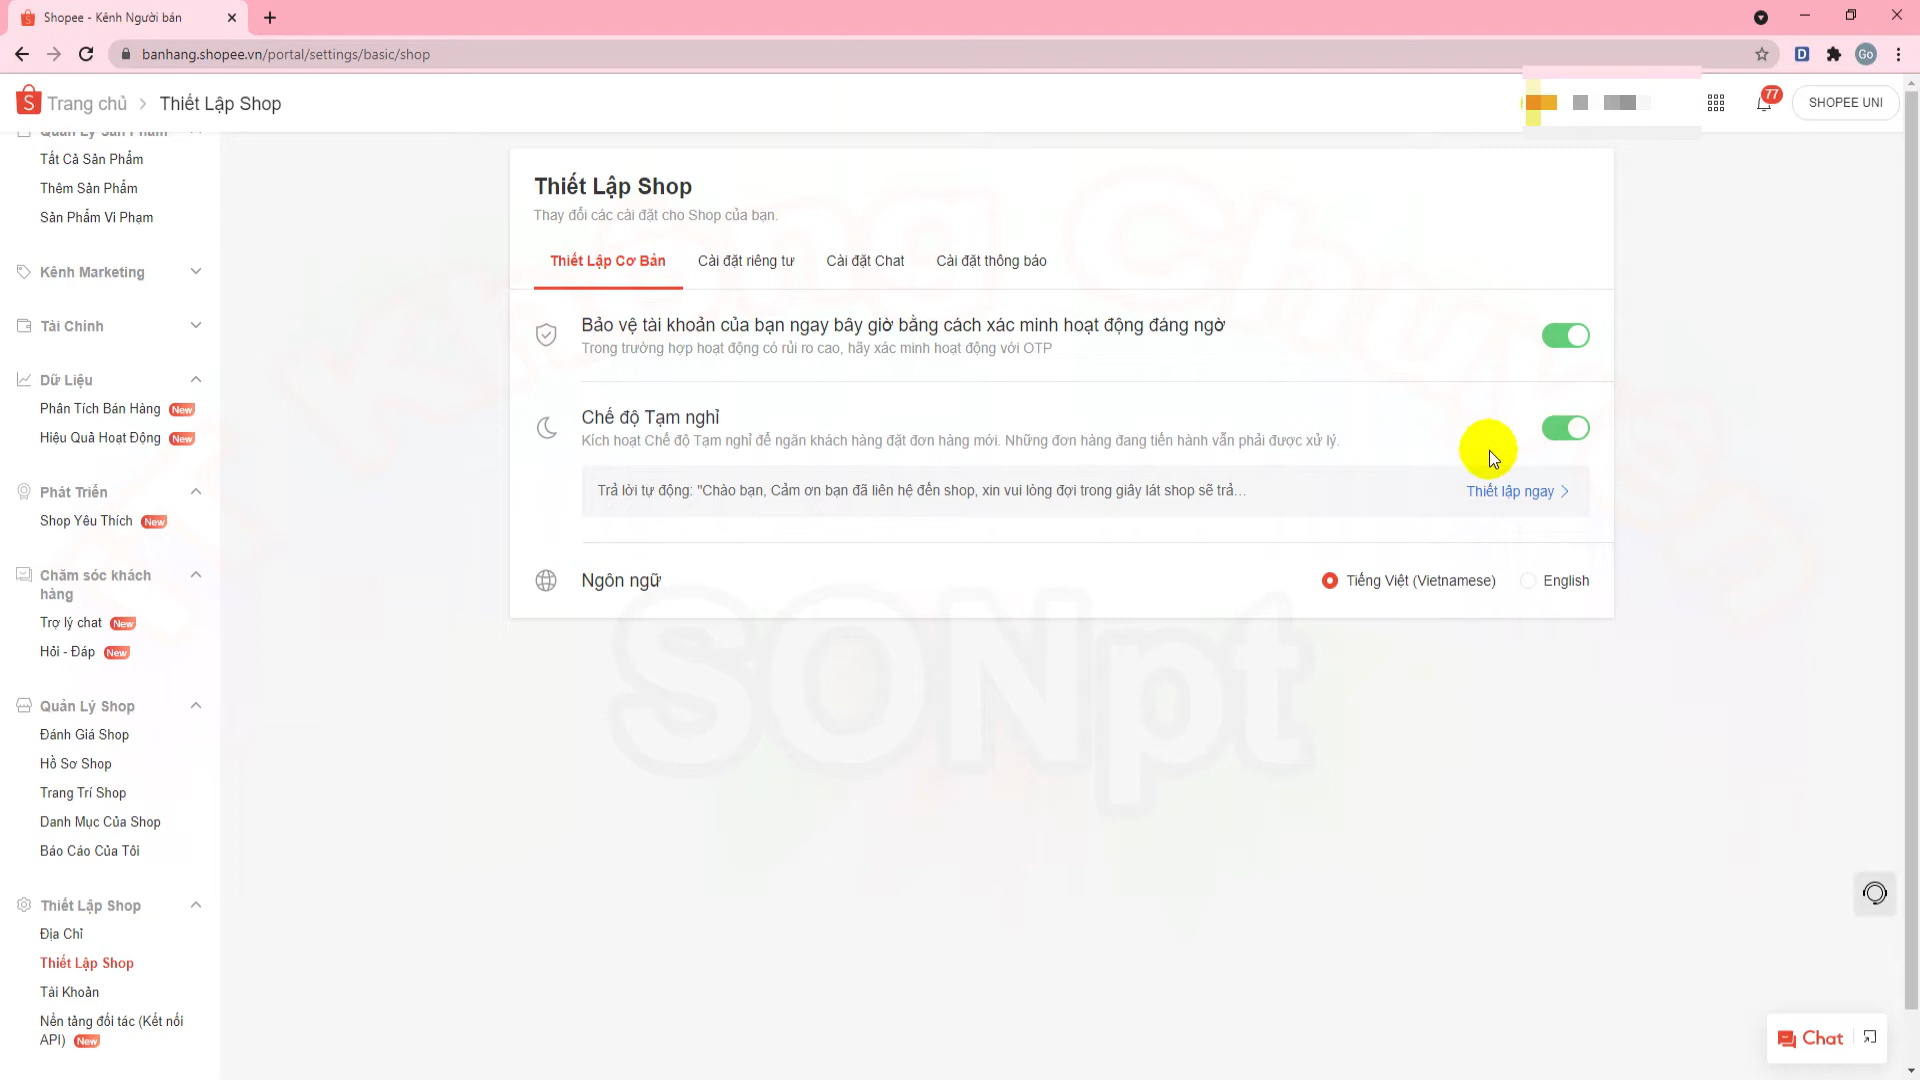 Shopee - Kênh Người bán
banhang.shopee.vn/portal/settings/basic/shop
Go
Trang chủ > Thiết Lập Shop
77
SHOPEE UNI
Quản Lý Sản Phẩm
Tất Cả Sản Phẩm
Thêm Sản Phẩm
Sản Phẩm Vi Phạm
Kênh Marketing
Tài Chính
Dữ Liệu
Phân Tích Bán Hàng New
Hiệu Quả Hoạt Động New
Phát Triển
Shop Yêu Thích New
Chăm sóc khách
hàng
Trợ lý chat New
Hỏi - Đáp New
Quản Lý Shop
Đánh Giá Shop
Hồ Sơ Shop
Trang Trí Shop
Danh Mục Của Shop
Báo Cáo Của Tôi
Thiết Lập Shop
Địa Chỉ
Thiết Lập Shop
Tài Khoản
Nền tảng đối tác (Kết nối
API) New
Thiết Lập Shop
Thay đổi các cài đặt cho Shop của bạn.
Thiết Lập Cơ Bản Cài đặt riêng tư Cài đặt Chat Cài đặt thông báo
Bảo vệ tài khoản của bạn ngay bây giờ bằng cách xác minh hoạt động đáng ngờ
Trong trường hợp hoạt động có rủi ro cao, hãy xác minh hoạt động với OTP
Chế độ Tạm nghỉ
Kích hoạt Chế độ Tạm nghỉ để ngăn khách hàng đặt đơn hàng mới. Những đơn hàng đang tiến hành vẫn phải được xử lý.
Trả lời tự động: "Chào bạn, Cảm ơn bạn đã liên hệ đến shop, xin vui lòng đợi trong giây lát shop sẽ trả...
Thiết lập ngay >
Ngôn ngữ
Tiếng Việt (Vietnamese) English
SONpt
Chat